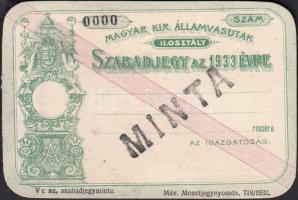 0000 SZÁM
MAGYAR KIR. ÁLLAMVASUTAK
II. OSZTÁLY
SZABADJEGY AZ 1933 ÉVRE
MINTA
részére.
AZ IGAZGATÓSÁG:
V c sz. szabadjegyminta. Máv. Menetjegynyomda, 718/1932.